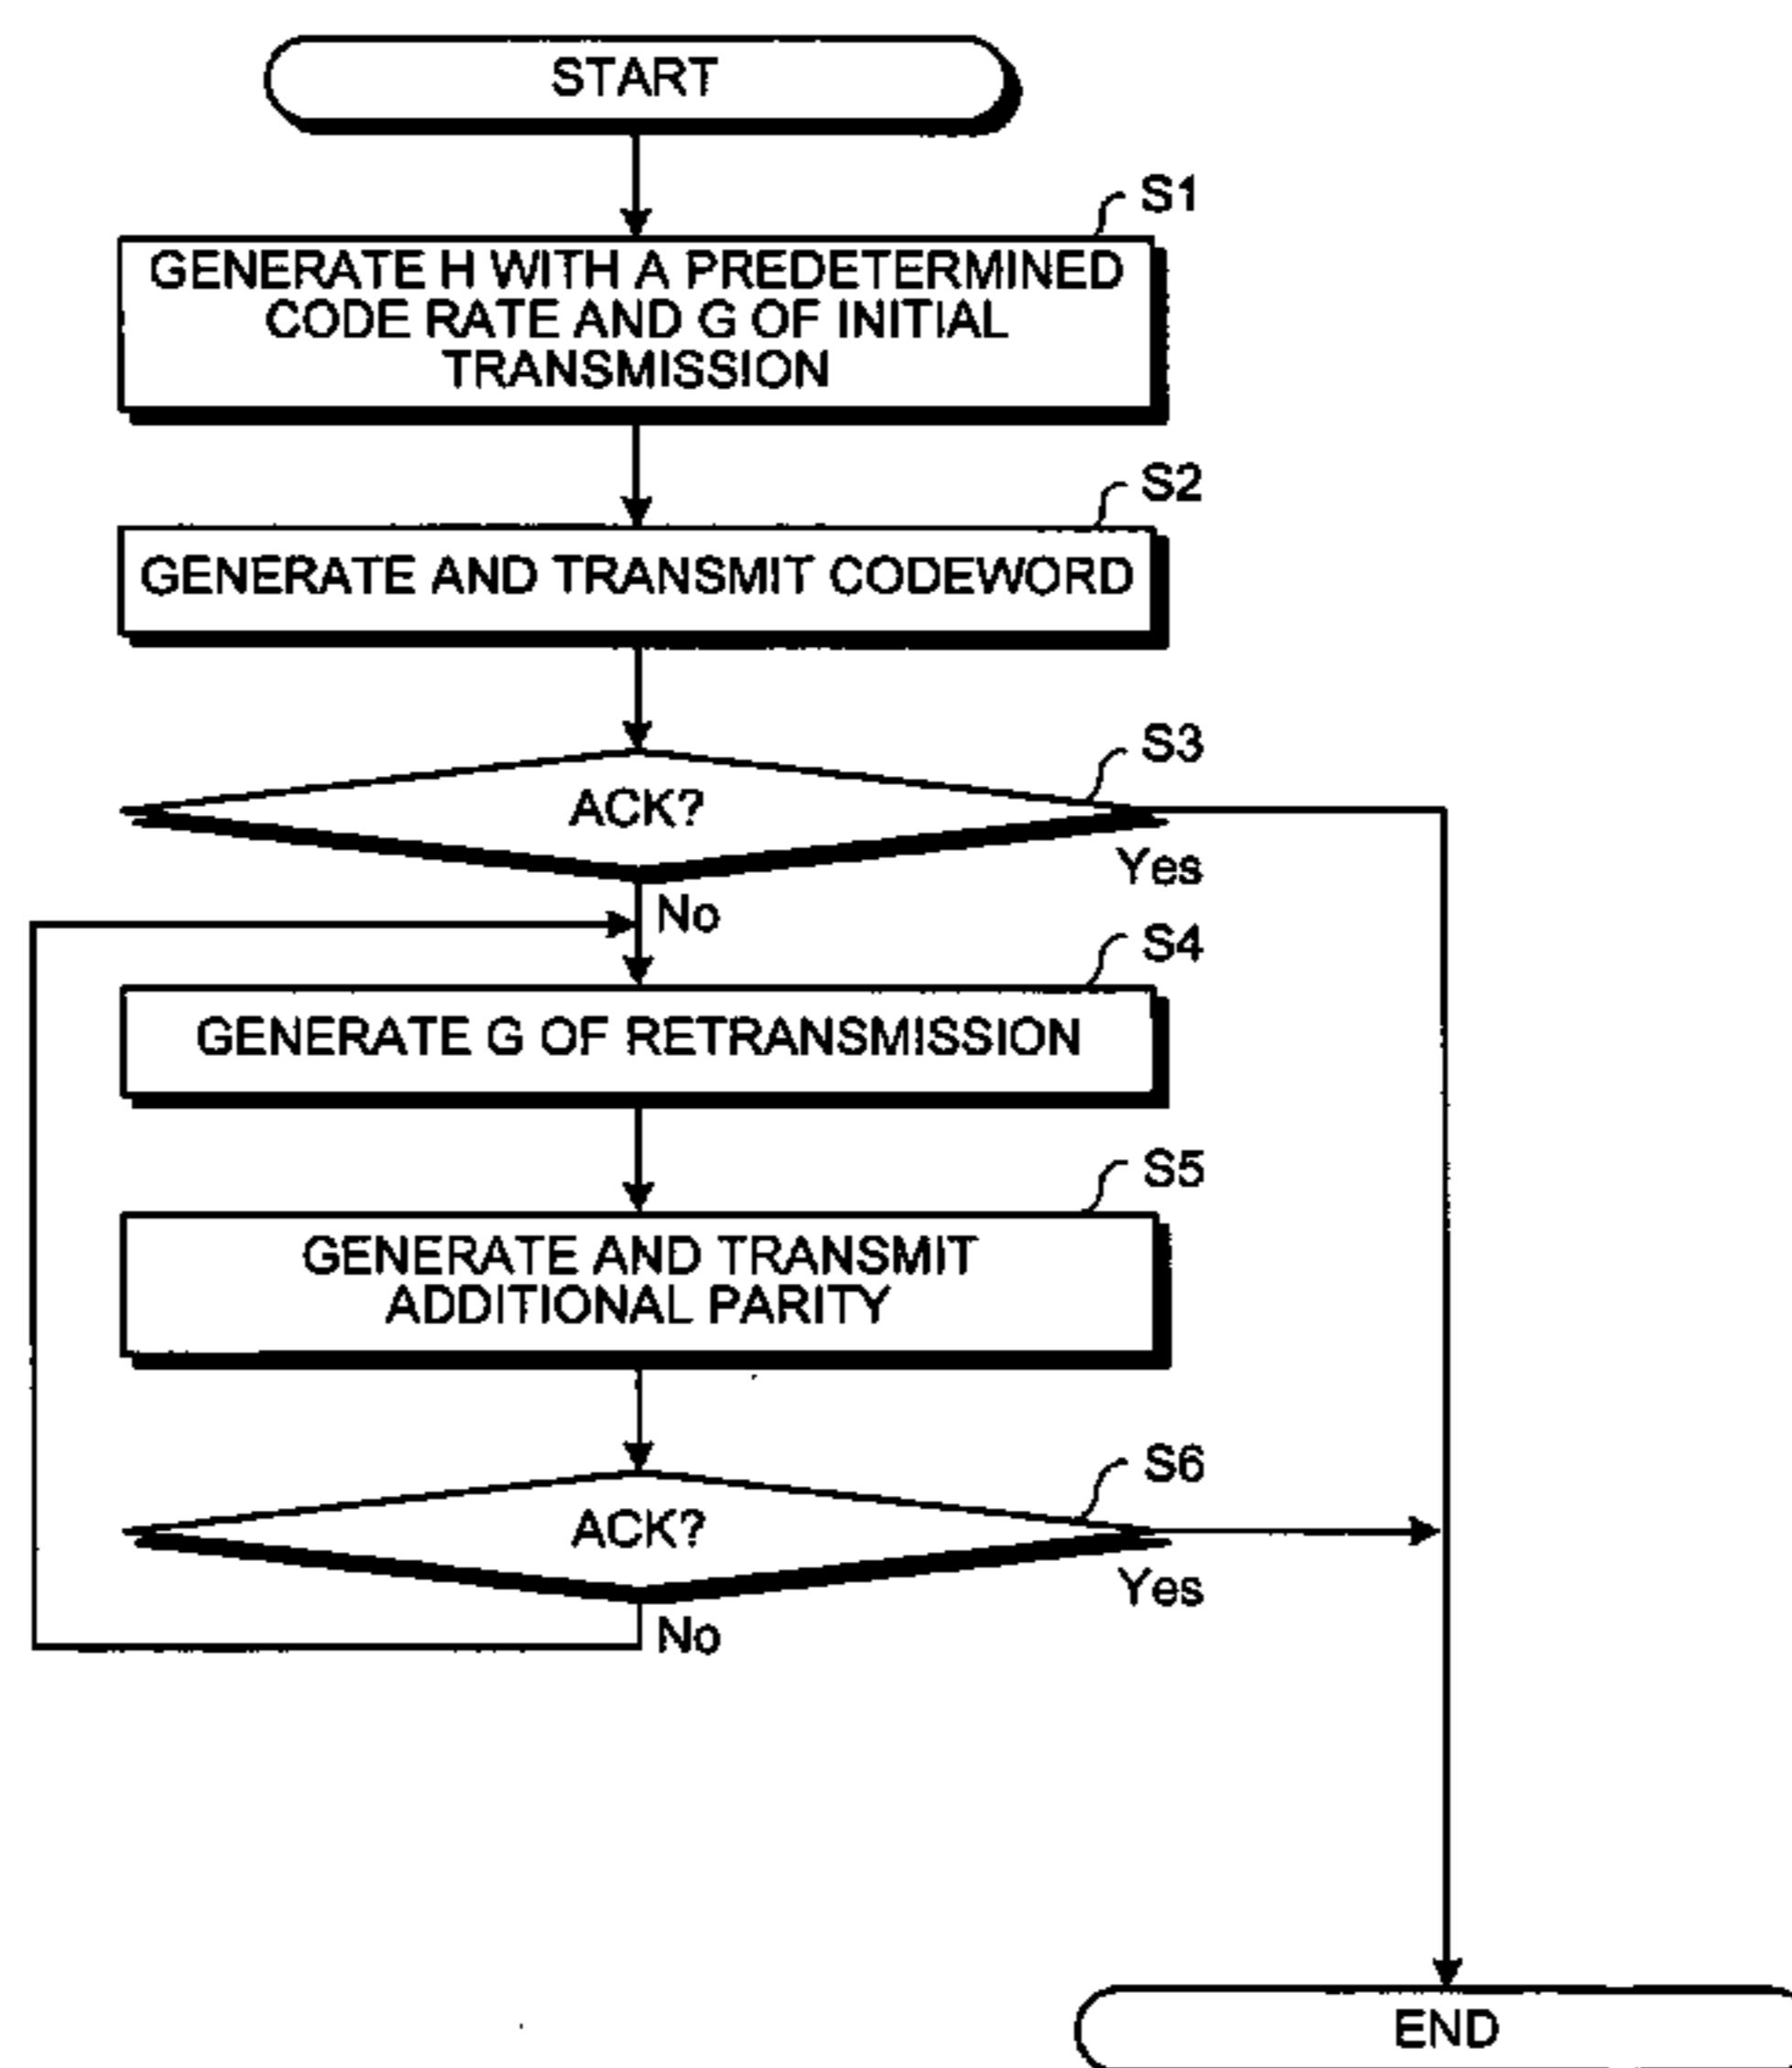 START
S1
GENERATE H WITH A PREDETERMINED
CODE RATE AND G OF INITIAL
TRANSMISSION
S2
GENERATE AND TRANSMIT CODEWORD
S3
ACK?
Yes
No
S4
GENERATE G OF RETRANSMISSION
S5
GENERATE AND TRANSMIT
ADDITIONAL PARITY
S6
ACK?
Yes
No
END